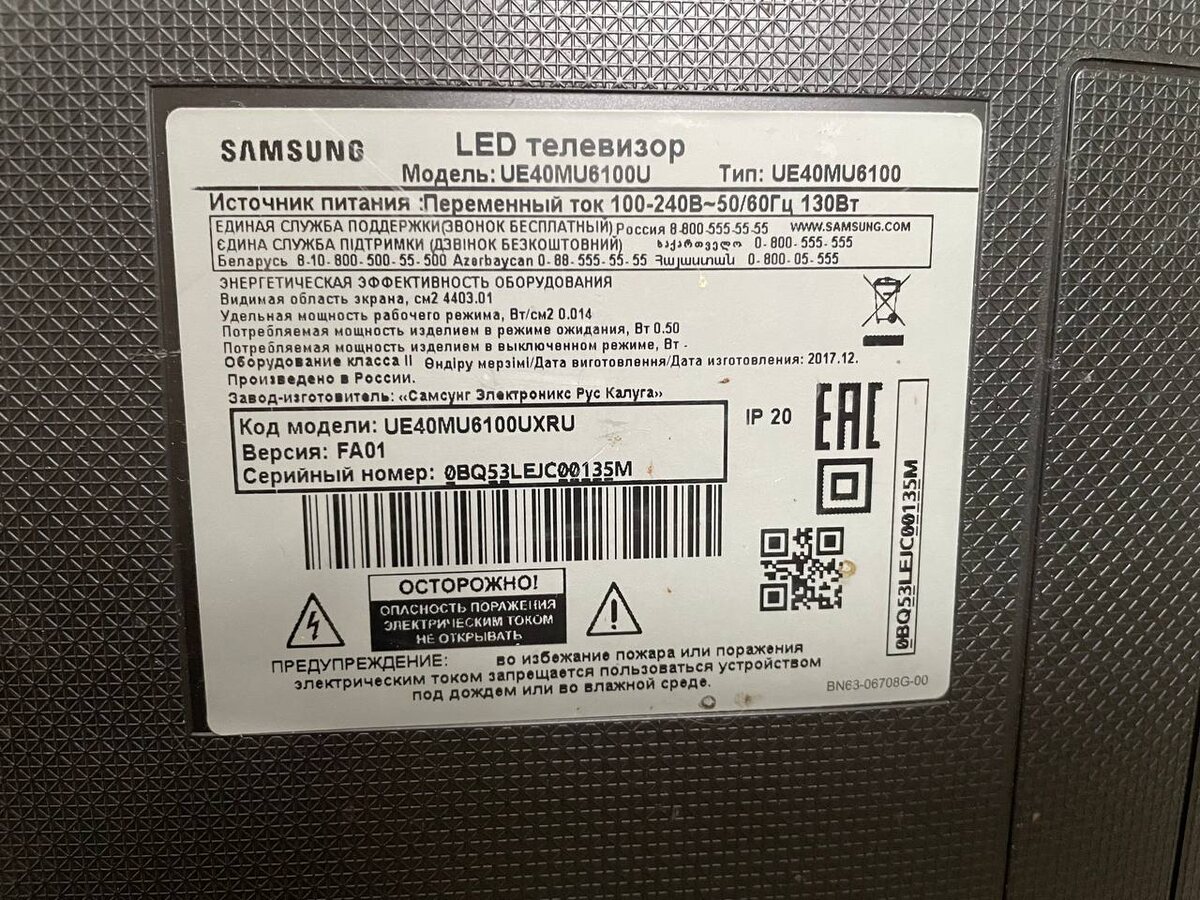 SAMSUNG
LED телевизор
Модель: UE40MU6100U Тип: UE40MU6100
Источник питания :Переменный ток 100-240В~50/60Гц 130Вт
ЕДИНАЯ СЛУЖБА ПОДДЕРЖКИ(ЗВОНОК БЕСПЛАТНЫЙ) Россия 8-800-555-55-55 WWW.SAMSUNG.COM
ЄДИНА СЛУЖБА ПІДТРИМКИ (ДЗВІНОК БЕЗКОШТОВНИЙ) საქართველო 0-800-555-555
Беларусь 8-10-800-500-55-500 Azərbaycan 0-88-555-55-55 Հայաստան 0-800-05-555
ЭНЕРГЕТИЧЕСКАЯ ЭФФЕКТИВНОСТЬ ОБОРУДОВАНИЯ
Видимая область экрана, см2 4403.01
Удельная мощность рабочего режима, Вт/см2 0.014
Потребляемая мощность изделием в режиме ожидания, Вт 0.50
Потребляемая мощность изделием в выключенном режиме, Вт -
Оборудование класса II Өндіру мерзімі/Дата виготовлення/Дата изготовления: 2017.12.
Произведено в России.
Завод-изготовитель: «Самсунг Электроникс Рус Калуга»
Код модели: UE40MU6100UXRU
Версия: FA01
Серийный номер: 0BQ53LEJC00135M
IP 20
EAC
0BQ53LEJC00135M
ОСТОРОЖНО!
ОПАСНОСТЬ ПОРАЖЕНИЯ
ЭЛЕКТРИЧЕСКИМ ТОКОМ
НЕ ОТКРЫВАТЬ
ПРЕДУПРЕЖДЕНИЕ: во избежание пожара или поражения
электрическим током запрещается пользоваться устройством
под дождем или во влажной среде.
BN63-06708G-00